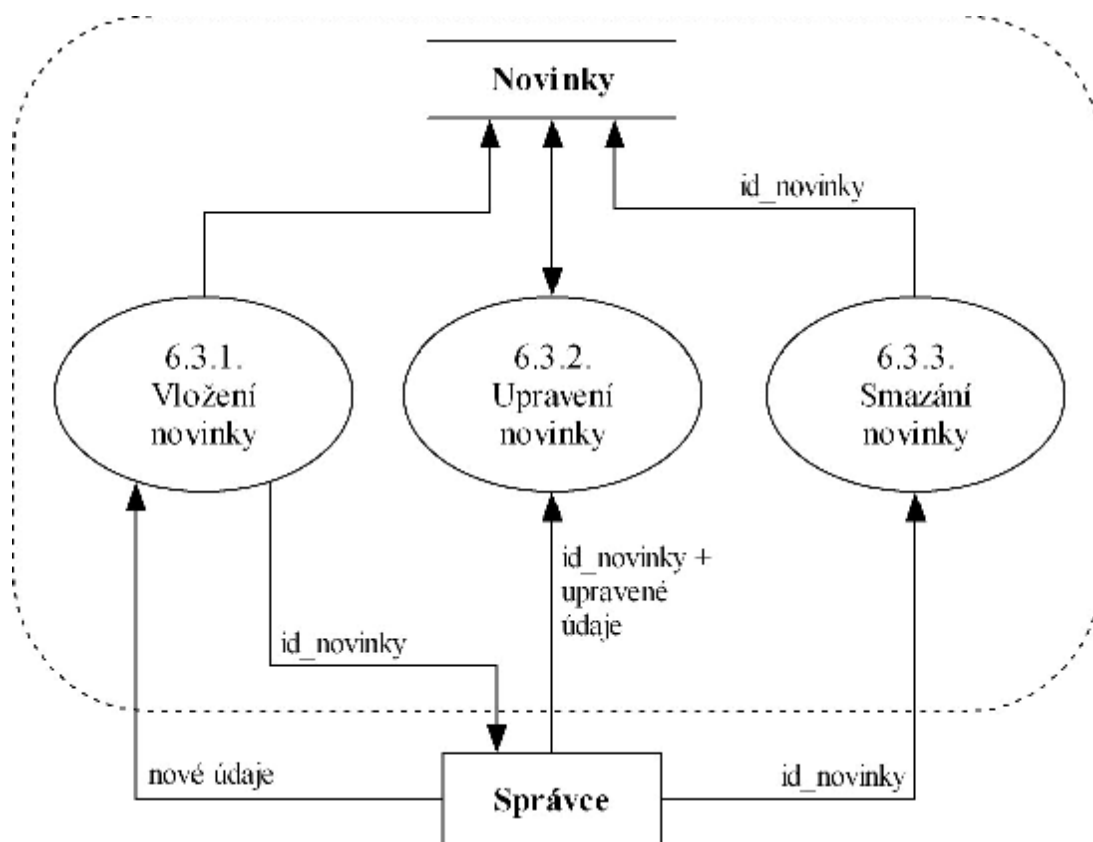 Novinky
id_novinky
6.3.1.
Vložení
novinky
6.3.2.
Upravení
novinky
6.3.3.
Smazání
novinky
id_novinky +
upravené
údaje
id_novinky
nové údaje
id_novinky
Správce